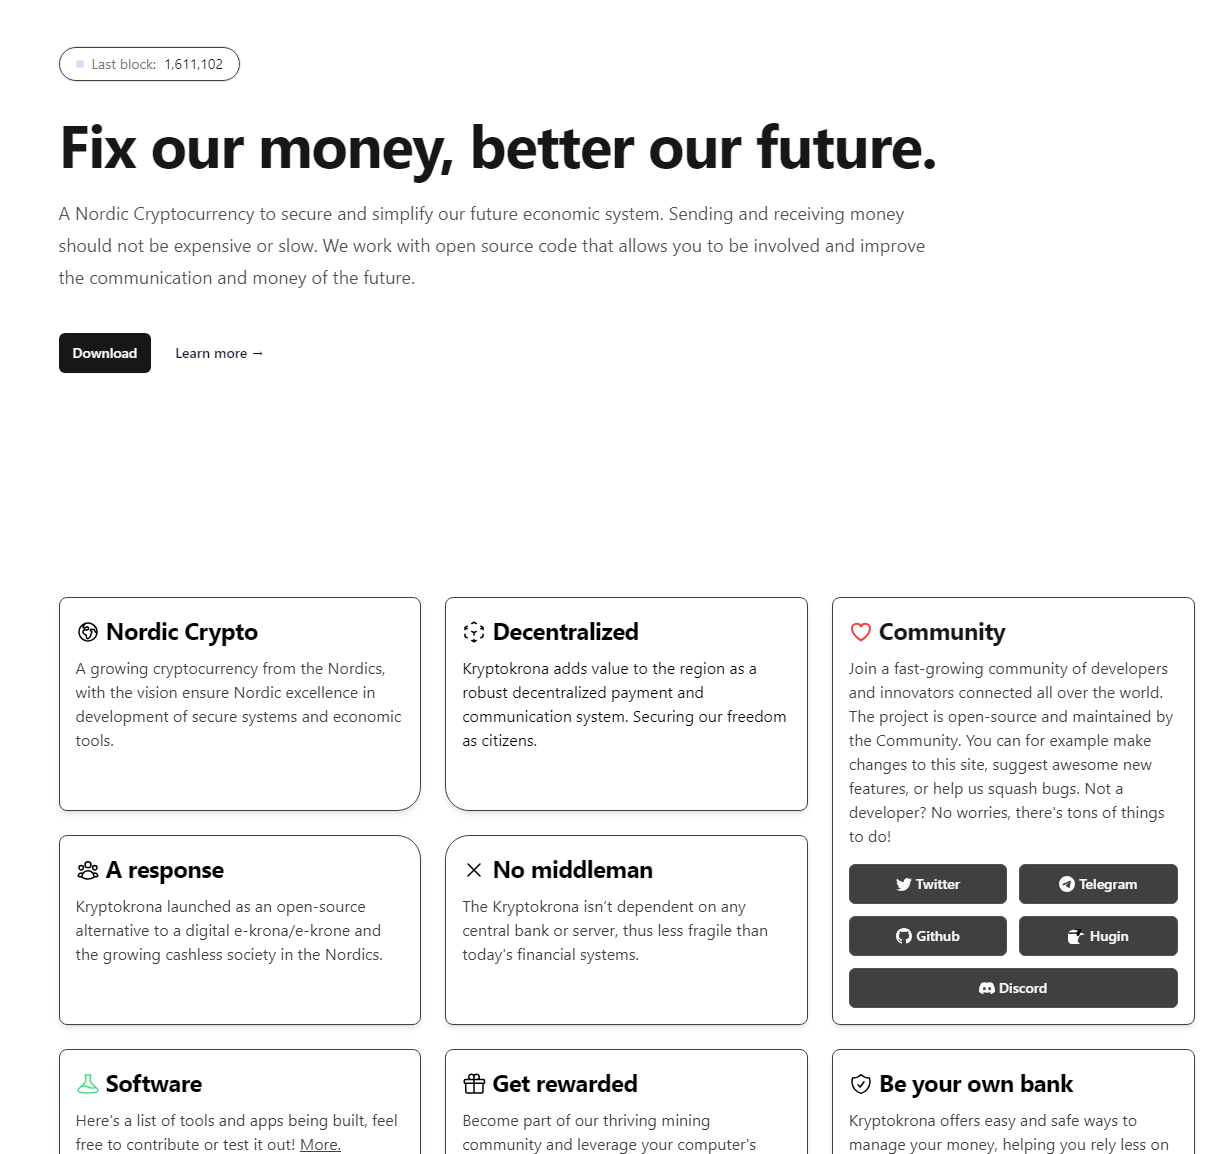 Last block: 1,611,102
Fix our money, better our future.
A Nordic Cryptocurrency to secure and simplify our future economic system. Sending and receiving money
should not be expensive or slow. We work with open source code that allows you to be involved and improve
the communication and money of the future.
Download
Learn more →
Nordic Crypto
A growing cryptocurrency from the Nordics,
with the vision ensure Nordic excellence in
development of secure systems and economic
tools.
Decentralized
Kryptokrona adds value to the region as a
robust decentralized payment and
communication system. Securing our freedom
as citizens.
Community
Join a fast-growing community of developers
and innovators connected all over the world.
The project is open-source and maintained by
the Community. You can for example make
changes to this site, suggest awesome new
features, or help us squash bugs. Not a
developer? No worries, there's tons of things
to do!
Twitter
Telegram
Github
Hugin
Discord
A response
Kryptokrona launched as an open-source
alternative to a digital e-krona/e-krone and
the growing cashless society in the Nordics.
No middleman
The Kryptokrona isn't dependent on any
central bank or server, thus less fragile than
today's financial systems.
Software
Here's a list of tools and apps being built, feel
free to contribute or test it out! More.
Get rewarded
Become part of our thriving mining
community and leverage your computer's
Be your own bank
Kryptokrona offers easy and safe ways to
manage your money, helping you rely less on